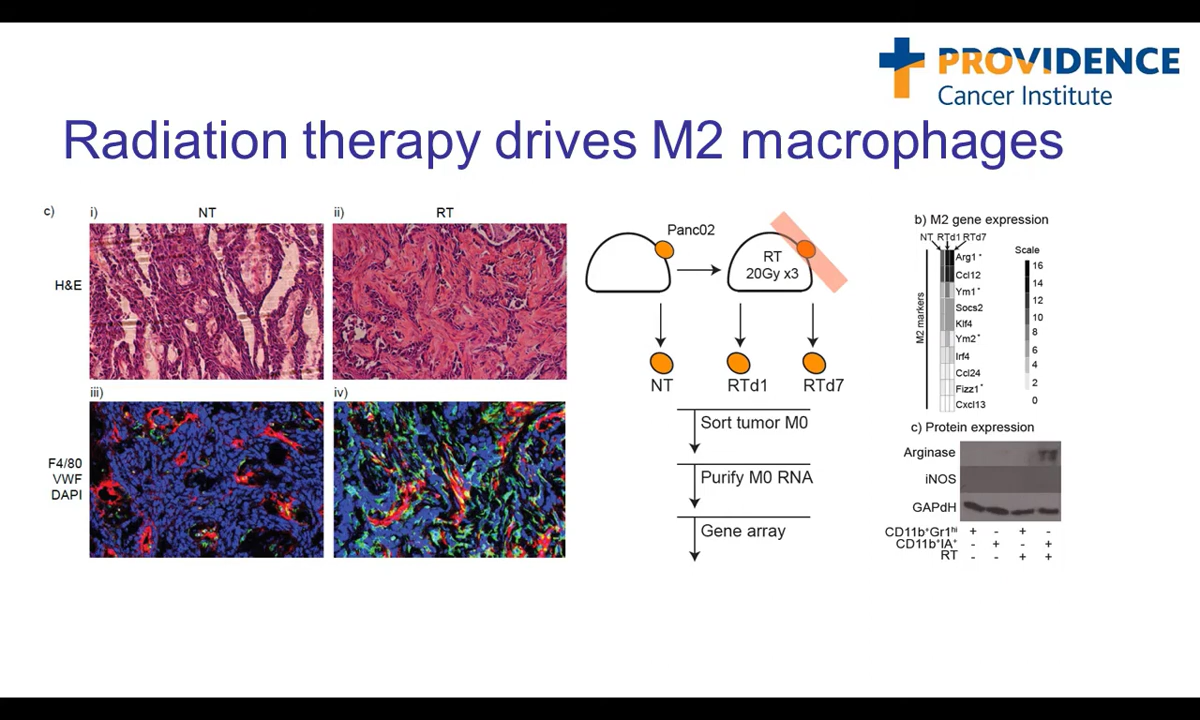 PROVIDENCE
Cancer Institute
Radiation therapy drives M2 macrophages
c)
i)
NT
ii)
RT
H&E
iii)
iv)
F4/80
VWF
DAPI
Panc02
RT
20Gy x3
NT
RTd1
RTd7
Sort tumor M0
Purify M0 RNA
Gene array
b) M2 gene expression
NT RTd1 RTd7
Scale
M2 markers
Arg1 *
Ccl12
Ym1*
Socs2
Klf4
Ym2*
Irf4
Ccl24
Fizz1*
Cxcl13
16
14
12
10
8
6
4
2
0
c) Protein expression
Arginase
iNOS
GAPdH
CD11b+Gr1hi + - + -
CD11b+IA+ - + - +
RT - - + +